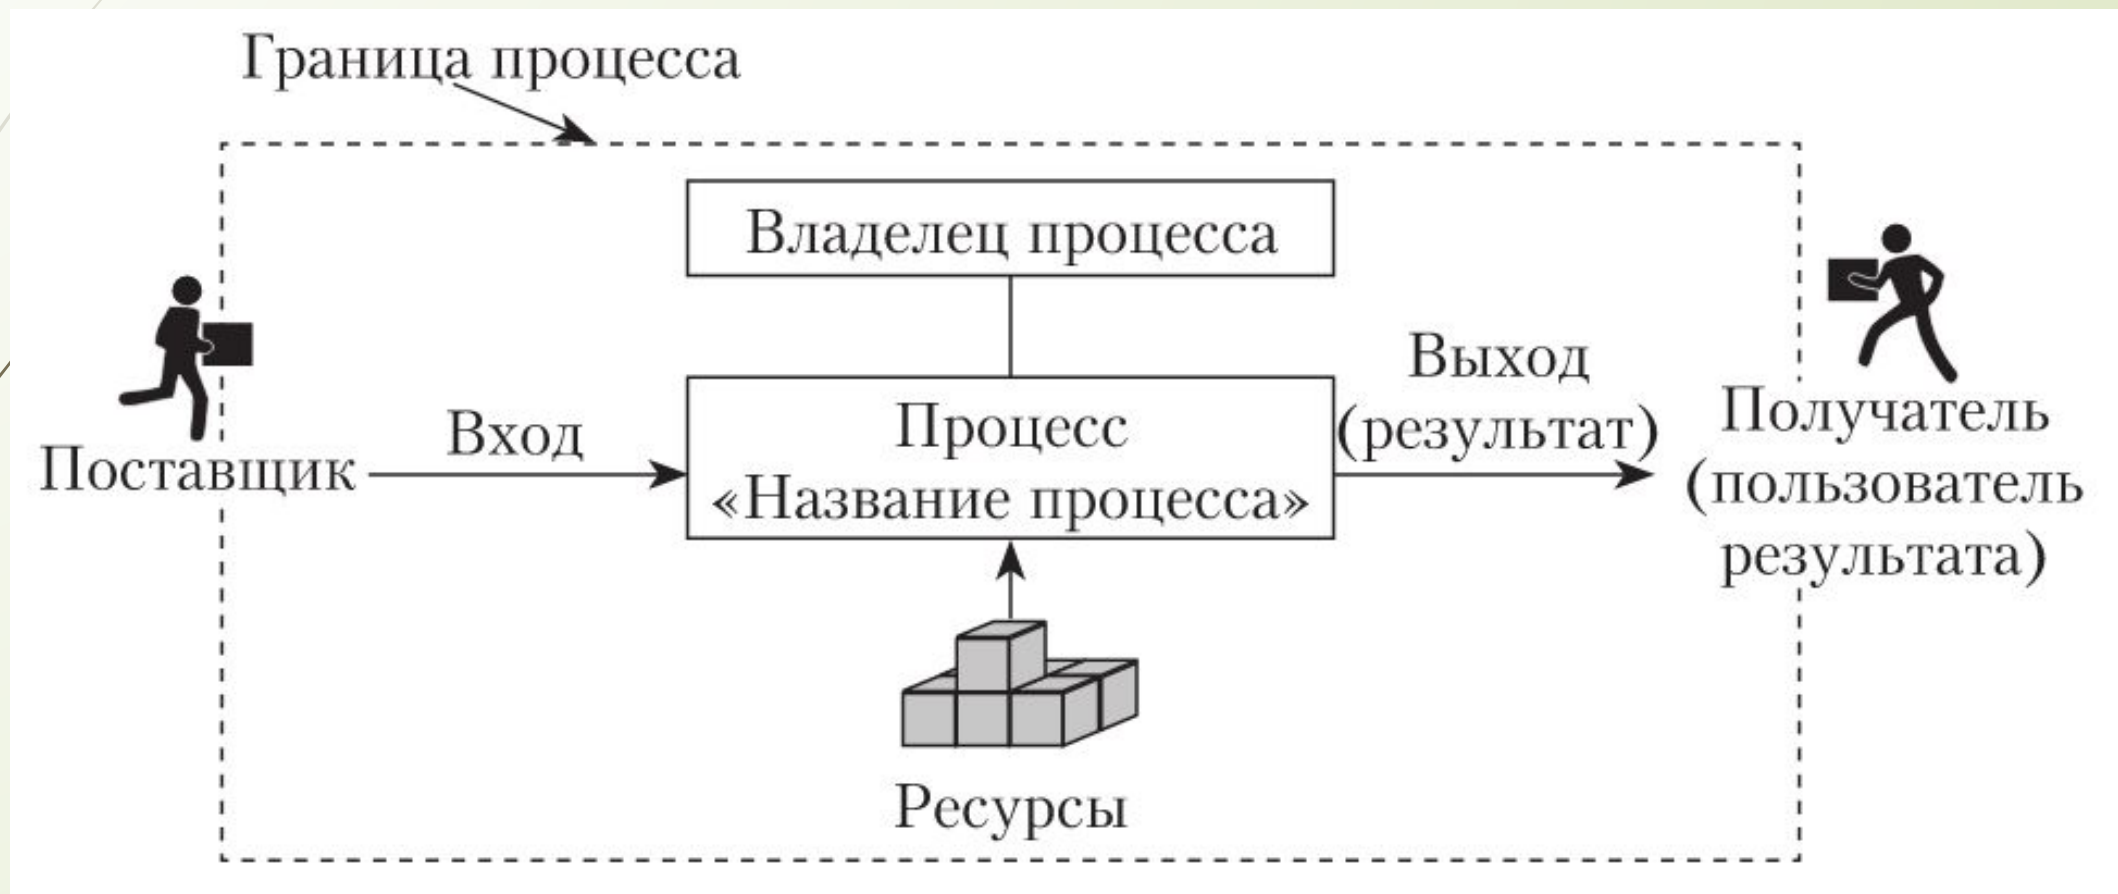 Граница процесса
Владелец процесса
Поставщик
Вход
Процесс
«Название процесса»
Выход
(результат)
Получатель
(пользователь
результата)
Ресурсы